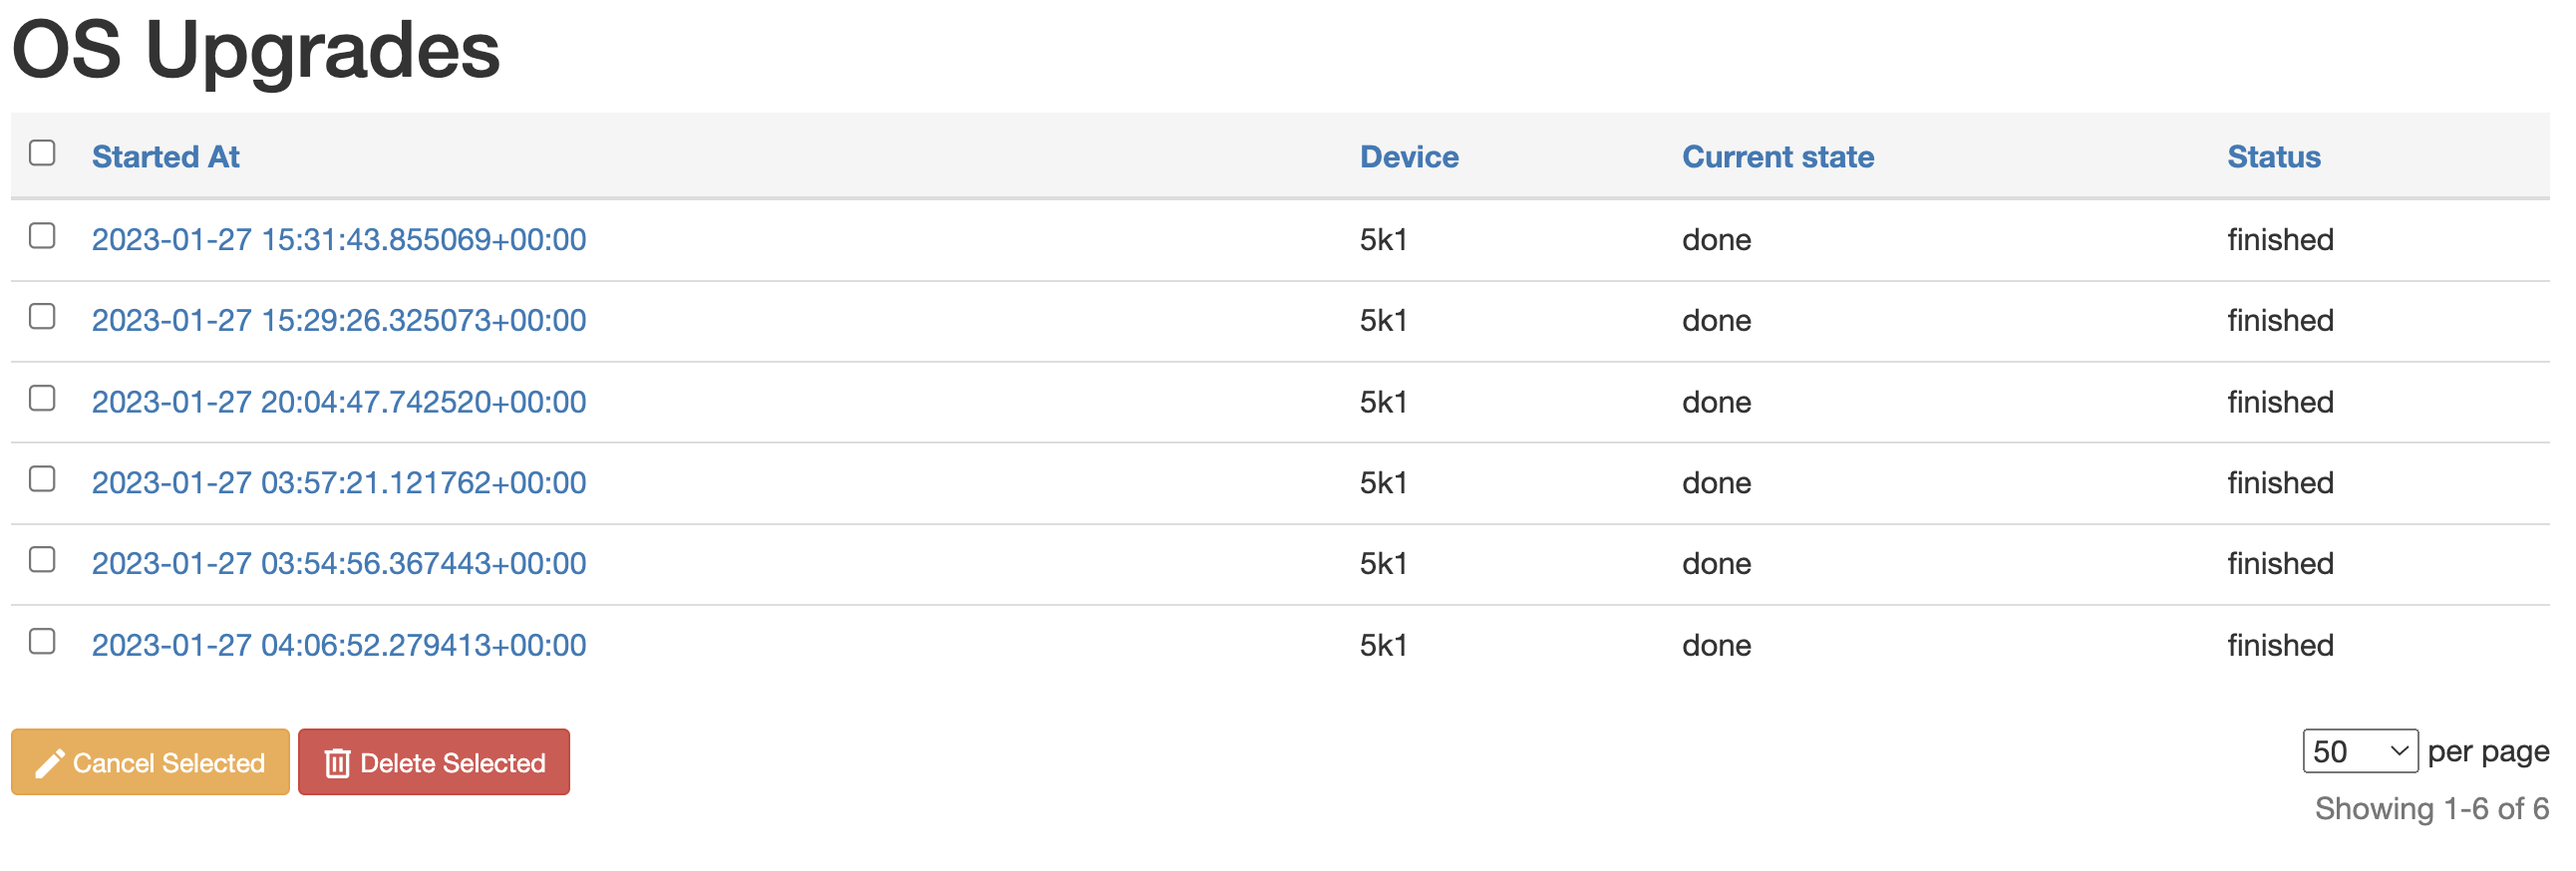 OS Upgrades
Started At Device Current state Status
2023-01-27 15:31:43.855069+00:00 5k1 done finished
2023-01-27 15:29:26.325073+00:00 5k1 done finished
2023-01-27 20:04:47.742520+00:00 5k1 done finished
2023-01-27 03:57:21.121762+00:00 5k1 done finished
2023-01-27 03:54:56.367443+00:00 5k1 done finished
2023-01-27 04:06:52.279413+00:00 5k1 done finished
Cancel Selected Delete Selected 50 per page
Showing 1-6 of 6